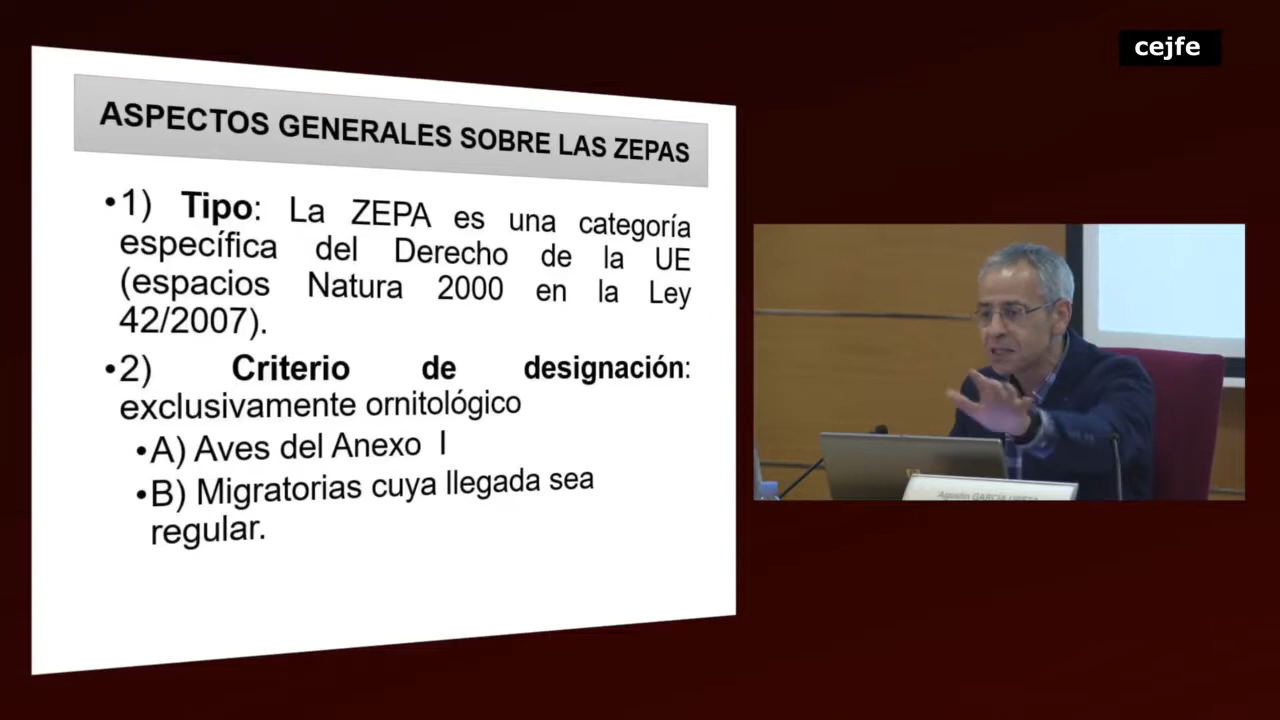 cejfe
ASPECTOS GENERALES SOBRE LAS ZEPAS
•1) Tipo: La ZEPA es una categoría
específica del Derecho de la UE
(espacios Natura 2000 en la Ley
42/2007).
•2) Criterio de designación:
exclusivamente ornitológico
•A) Aves del Anexo I
•B) Migratorias cuya llegada sea
regular.
Agustín GARCÍA